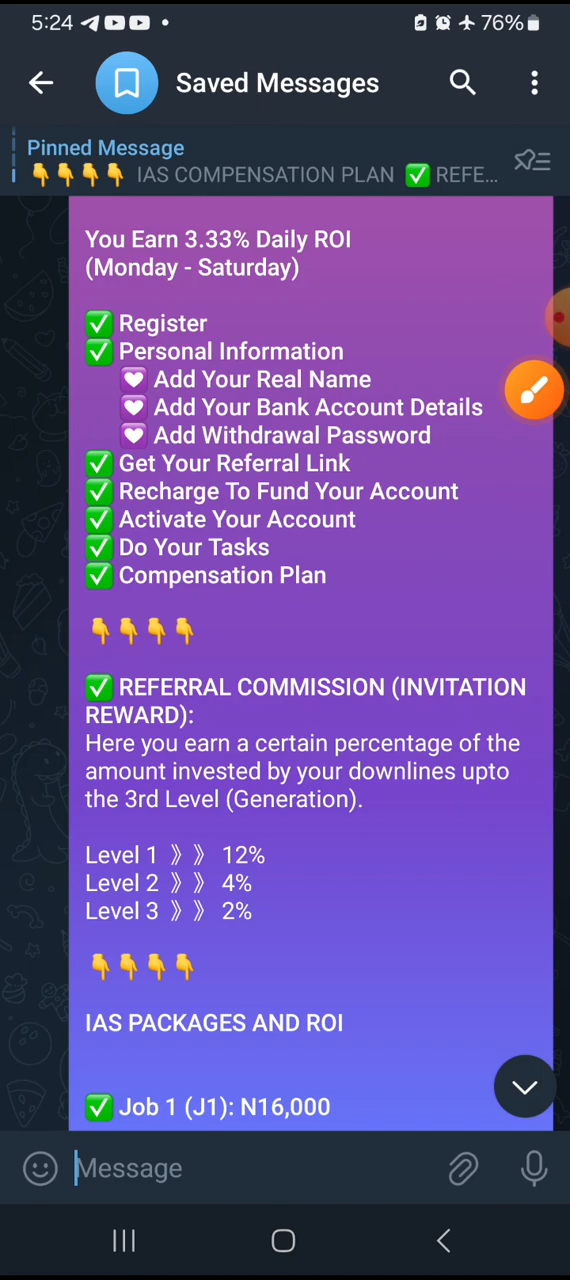 5:24
76%
Saved Messages
Pinned Message
👇👇👇👇 IAS COMPENSATION PLAN ✅ REFE...
You Earn 3.33% Daily ROI
(Monday - Saturday)
✅ Register
✅ Personal Information
💟 Add Your Real Name
💟 Add Your Bank Account Details
💟 Add Withdrawal Password
✅ Get Your Referral Link
✅ Recharge To Fund Your Account
✅ Activate Your Account
✅ Do Your Tasks
✅ Compensation Plan
👇👇👇👇
✅ REFERRAL COMMISSION (INVITATION
REWARD):
Here you earn a certain percentage of the
amount invested by your downlines upto
the 3rd Level (Generation).
Level 1 》 》 12%
Level 2 》 》 4%
Level 3 》 》 2%
👇👇👇👇
IAS PACKAGES AND ROI
✅ Job 1 (J1): N16,000
Message